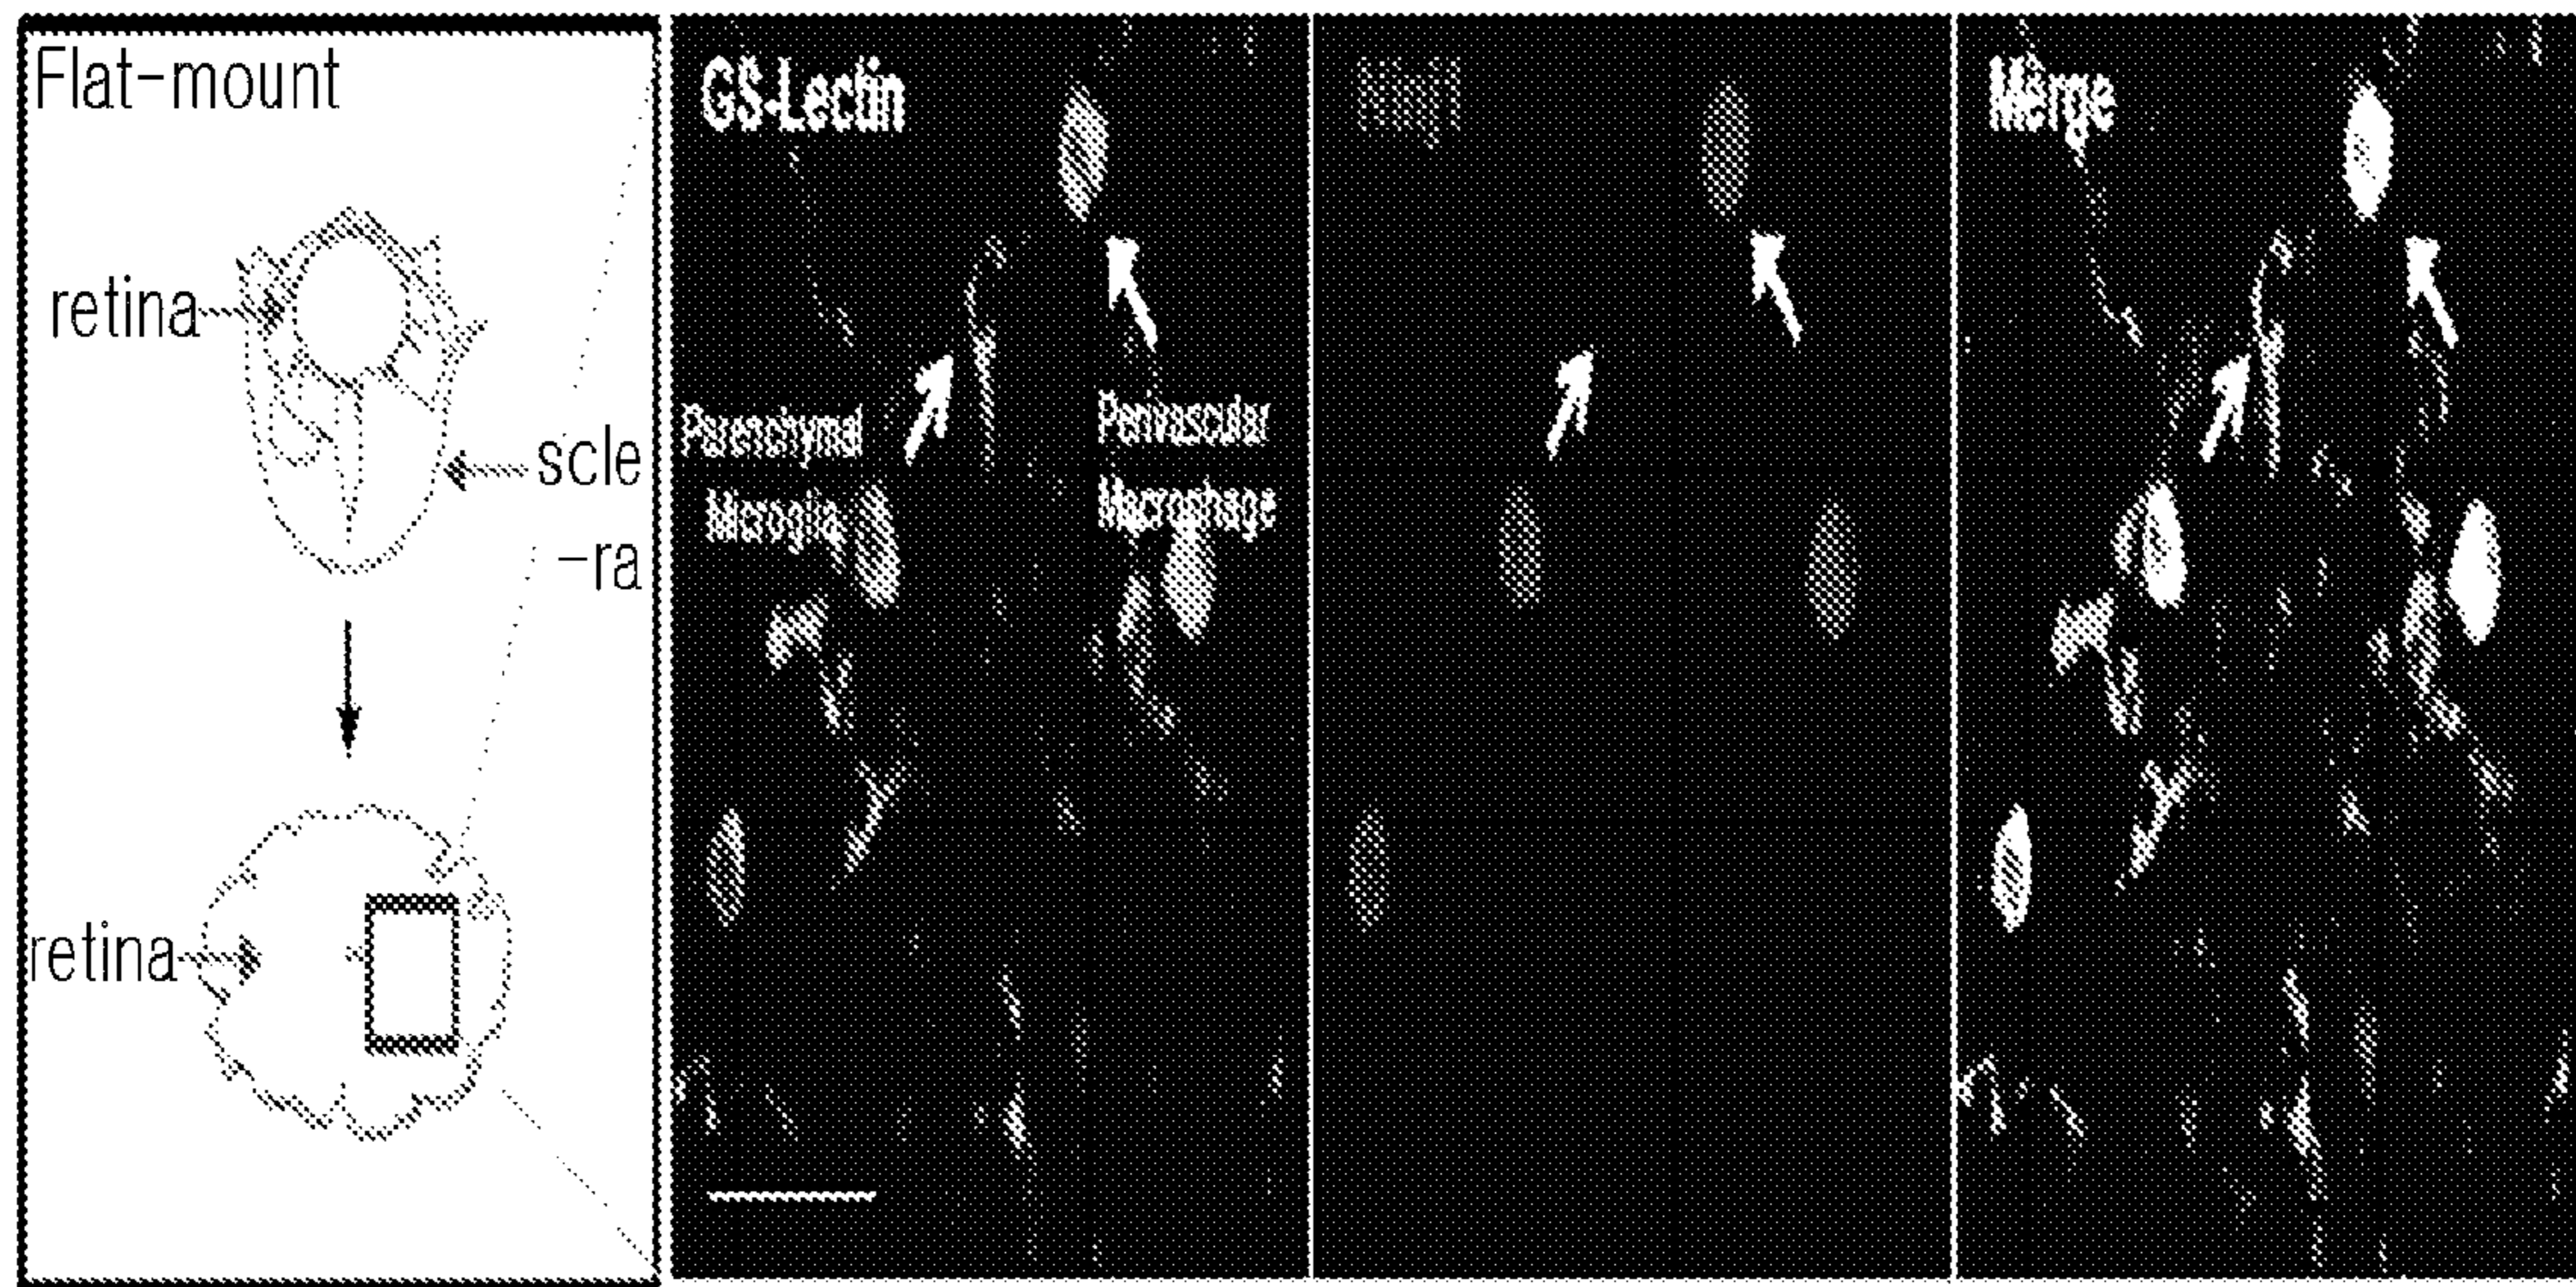 Flat-mount
retina
scle
-ra
retina
GS-Lectin
Parenchymal
Microglia
Perivascular
Macrophage
Merge